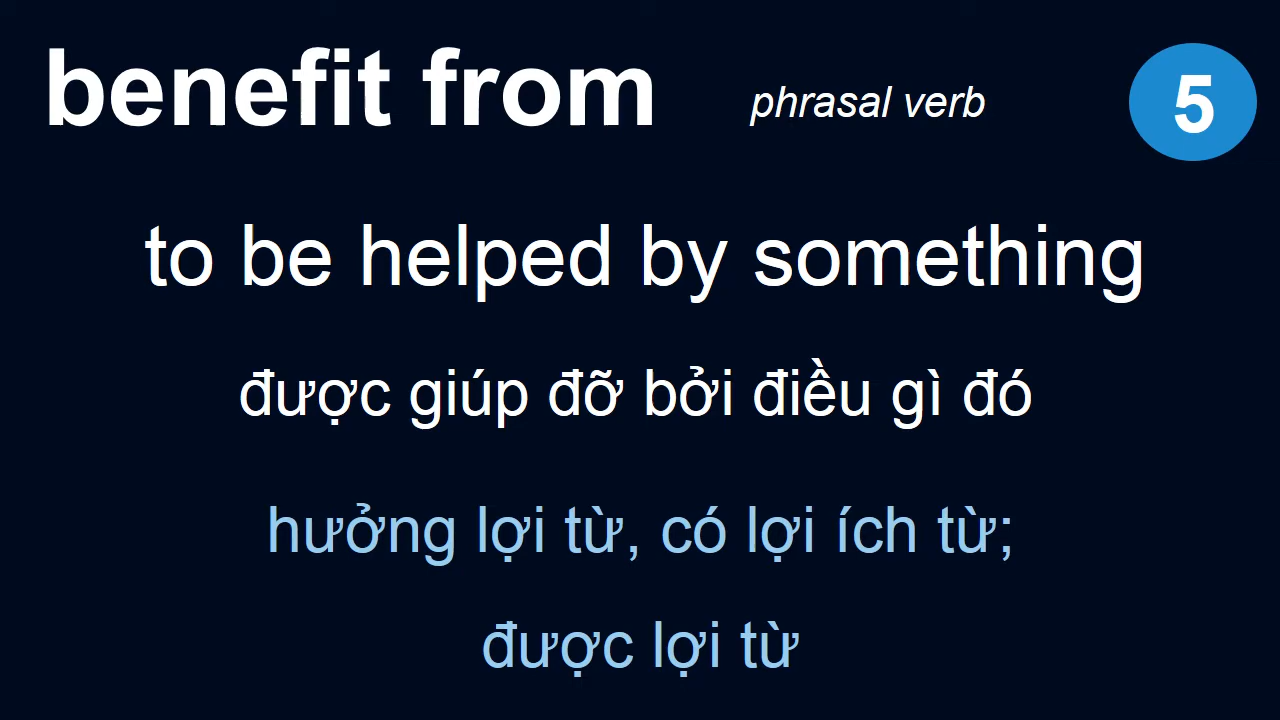 benefit from phrasal verb 5
to be helped by something
được giúp đỡ bởi điều gì đó
hưởng lợi từ, có lợi ích từ;
được lợi từ